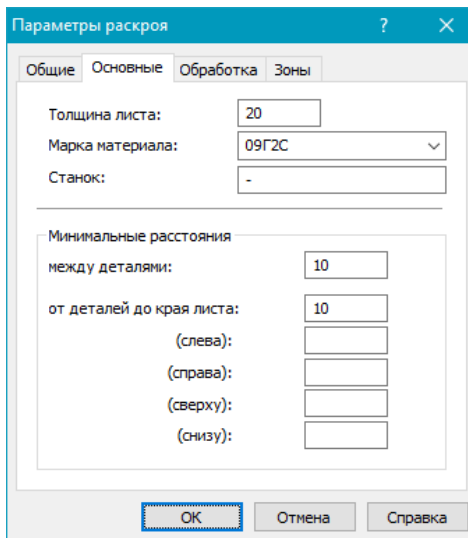 Параметры раскроя ?
Общие Основные Обработка Зоны
Толщина листа: 20
Марка материала: 09Г2С
Станок: -
Минимальные расстояния
между деталями: 10
от деталей до края листа: 10
(слева):
(справа):
(сверху):
(снизу):
ОК Отмена Справка